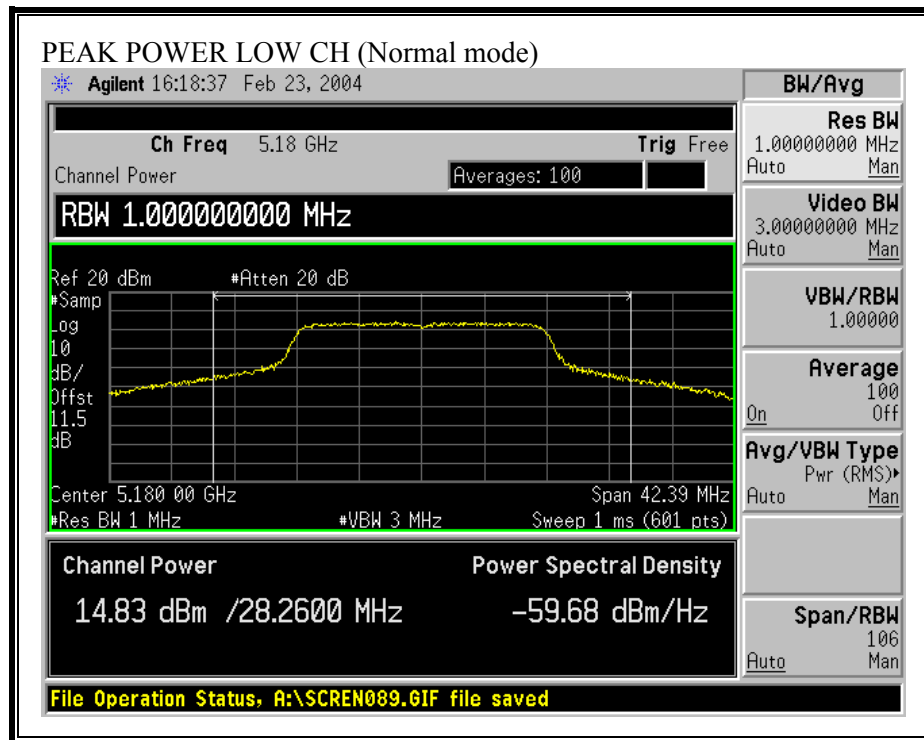 PEAK POWER LOW CH (Normal mode)
Agilent 16:18:37 Feb 23, 2004
BW/Avg
Ch Freq 5.18 GHz Trig Free
Channel Power Averages: 100
RBW 1.000000000 MHz
Ref 20 dBm #Atten 20 dB
#Samp
Log
10
dB/
Offst
11.5
dB
Center 5.180 00 GHz Span 42.39 MHz
#Res BW 1 MHz #VBW 3 MHz Sweep 1 ms (601 pts)
Channel Power Power Spectral Density
14.83 dBm /28.2600 MHz -59.68 dBm/Hz
Res BW
1.00000000 MHz
Auto Man
Video BW
3.00000000 MHz
Auto Man
VBW/RBW
1.00000
Average
100
On Off
Avg/VBW Type
Pwr (RMS)▸
Auto Man
Span/RBW
106
Auto Man
File Operation Status, A:\SCREN089.GIF file saved